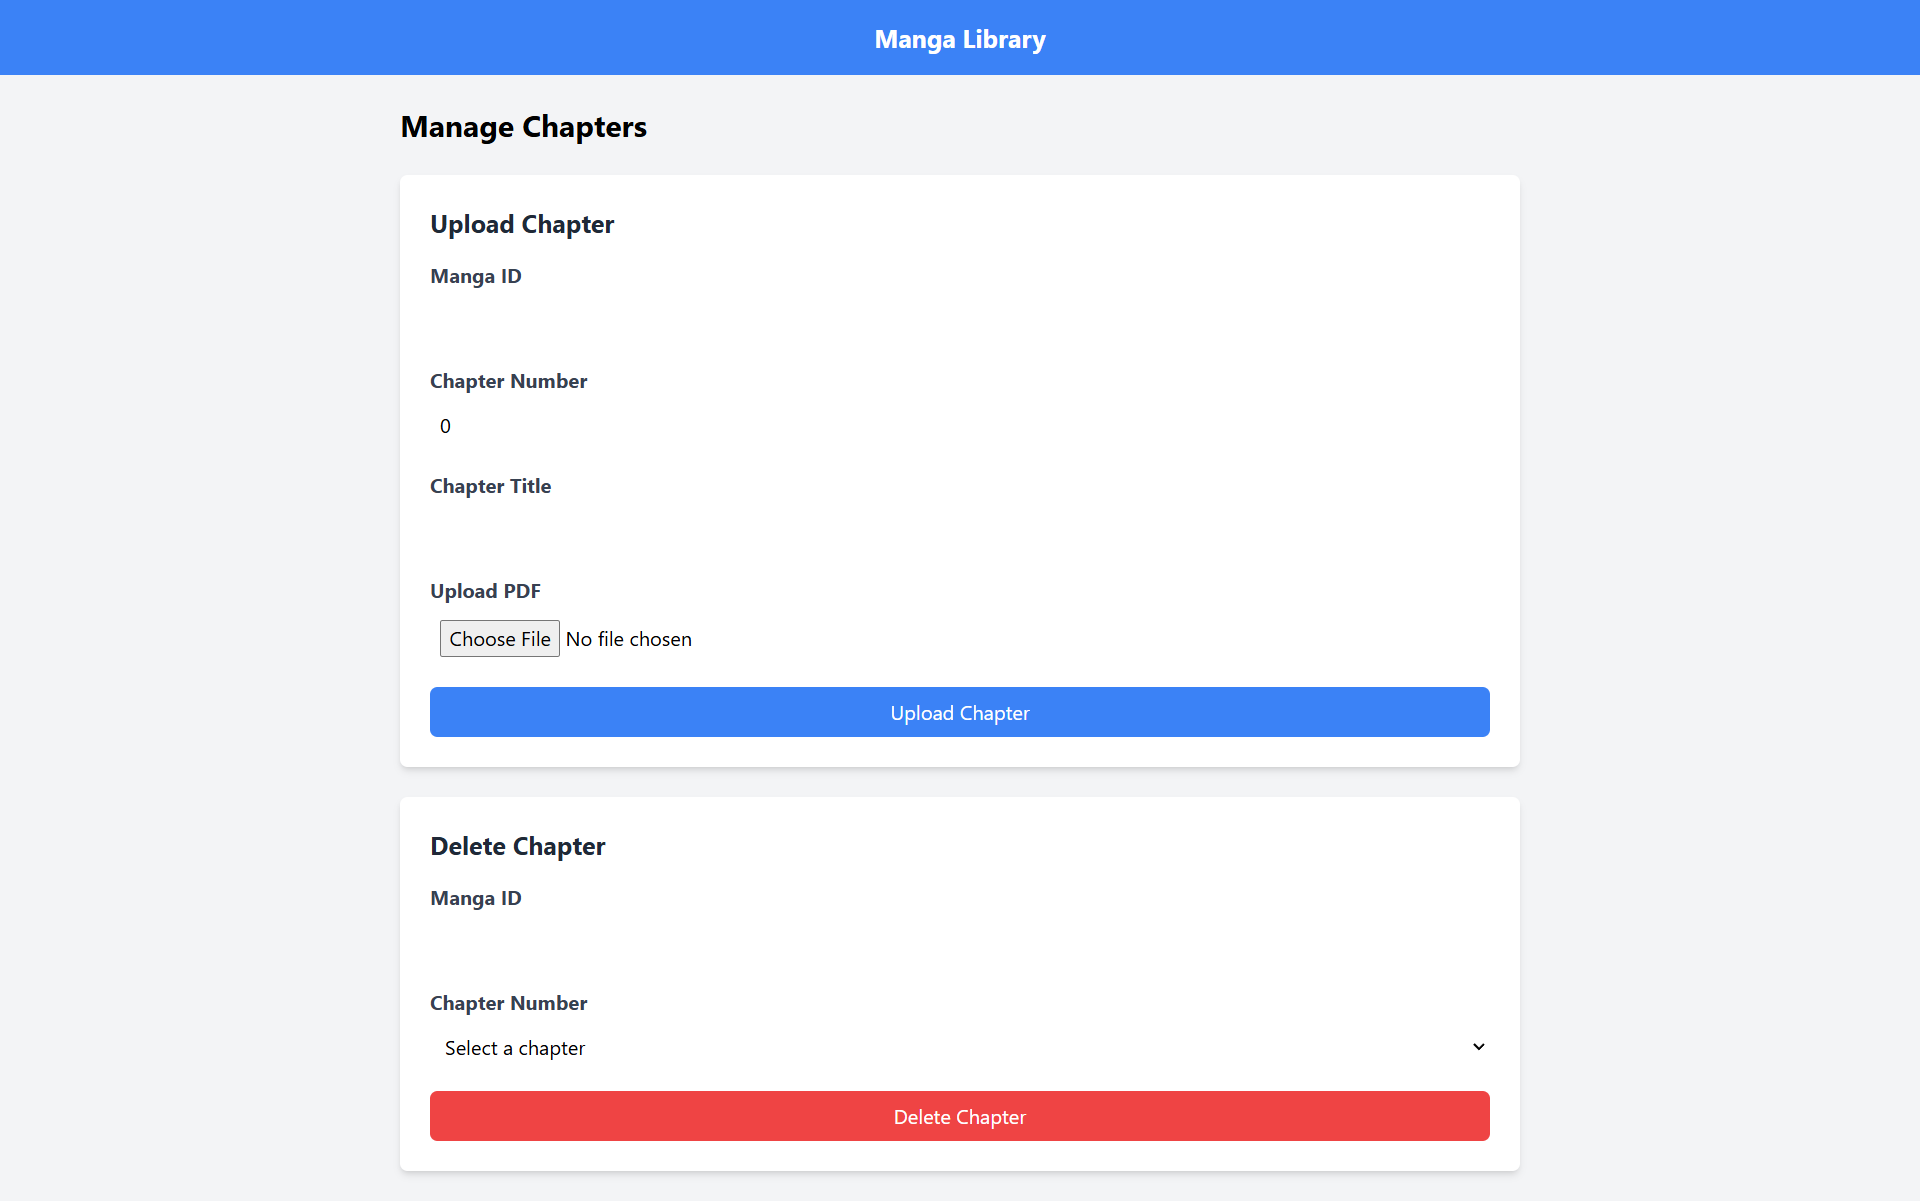 Manga Library
Manage Chapters
Upload Chapter
Manga ID
Chapter Number
0
Chapter Title
Upload PDF
Choose File No file chosen
Upload Chapter
Delete Chapter
Manga ID
Chapter Number
Select a chapter
Delete Chapter